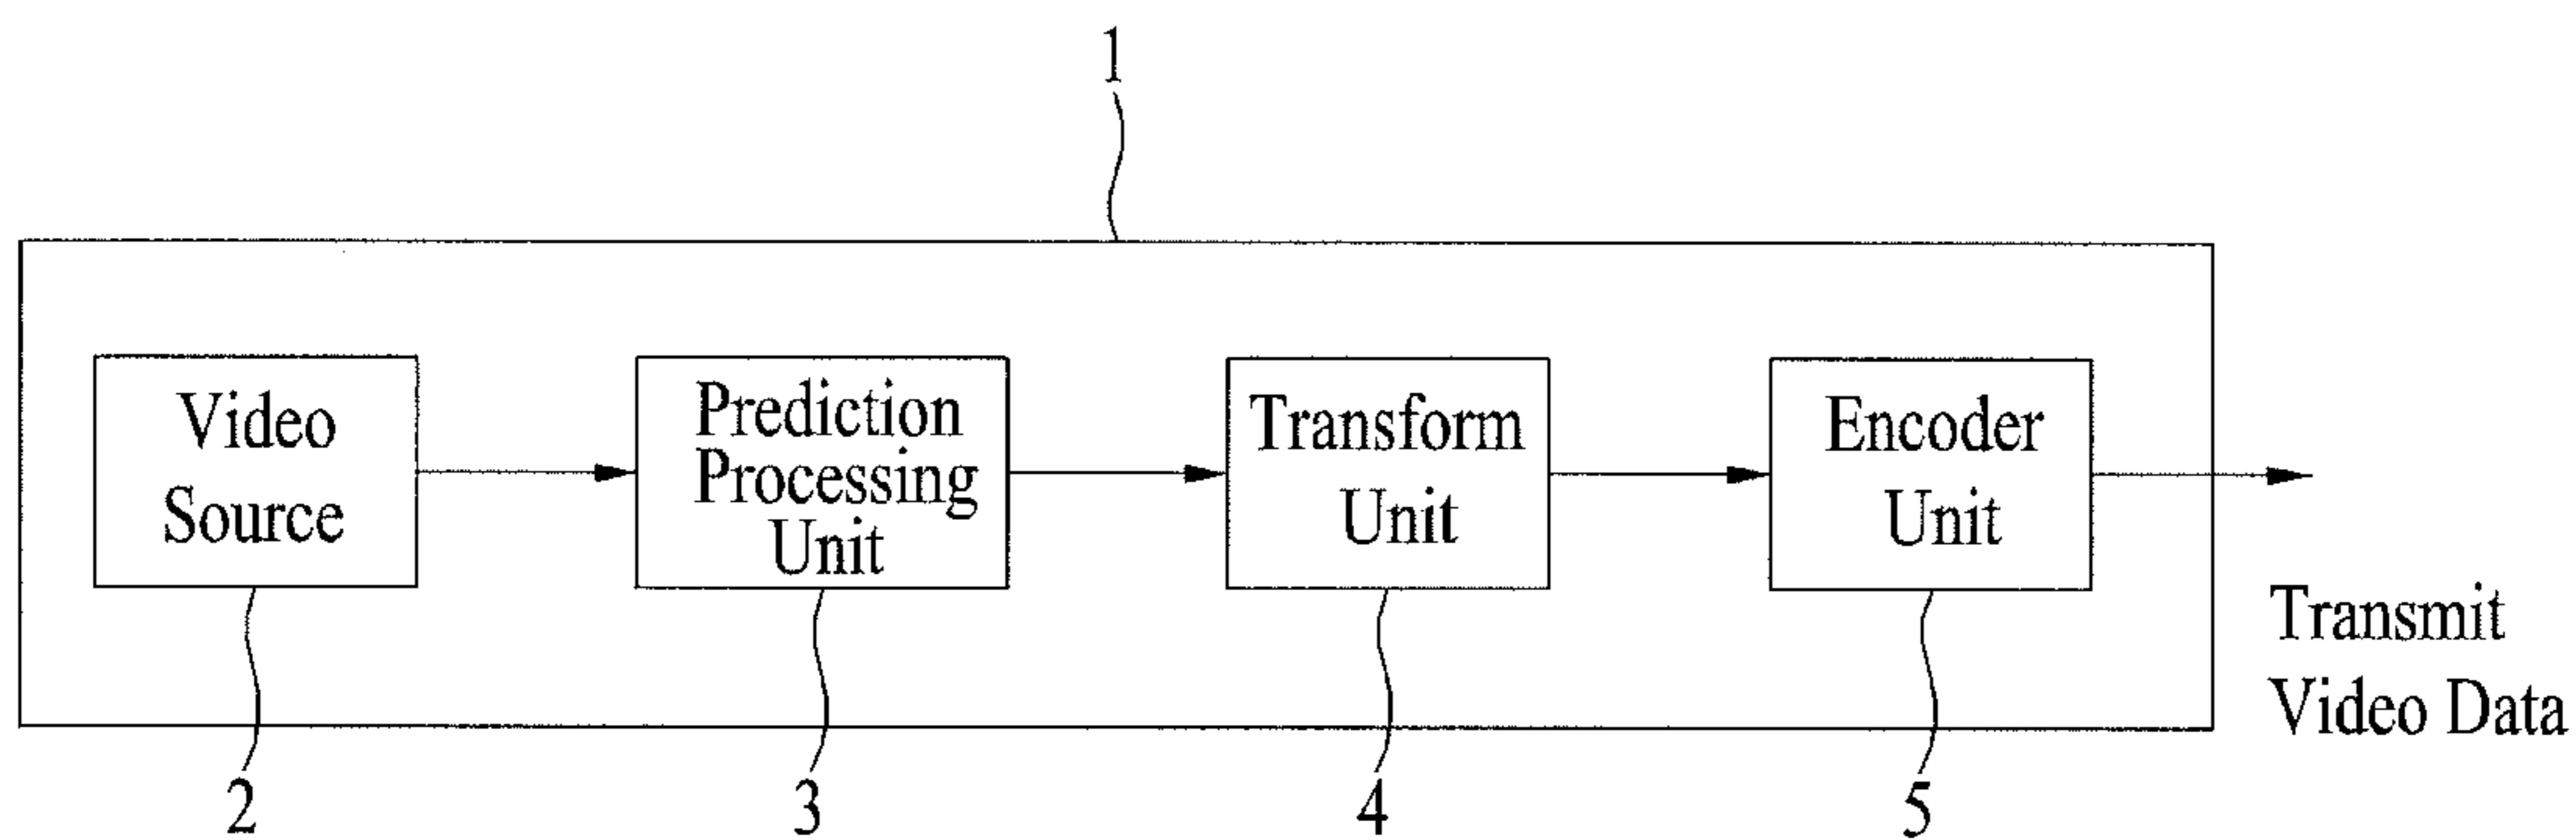 1
Video
Source
Prediction
Processing
Unit
Transform
Unit
Encoder
Unit
Transmit
Video Data
2
3
4
5